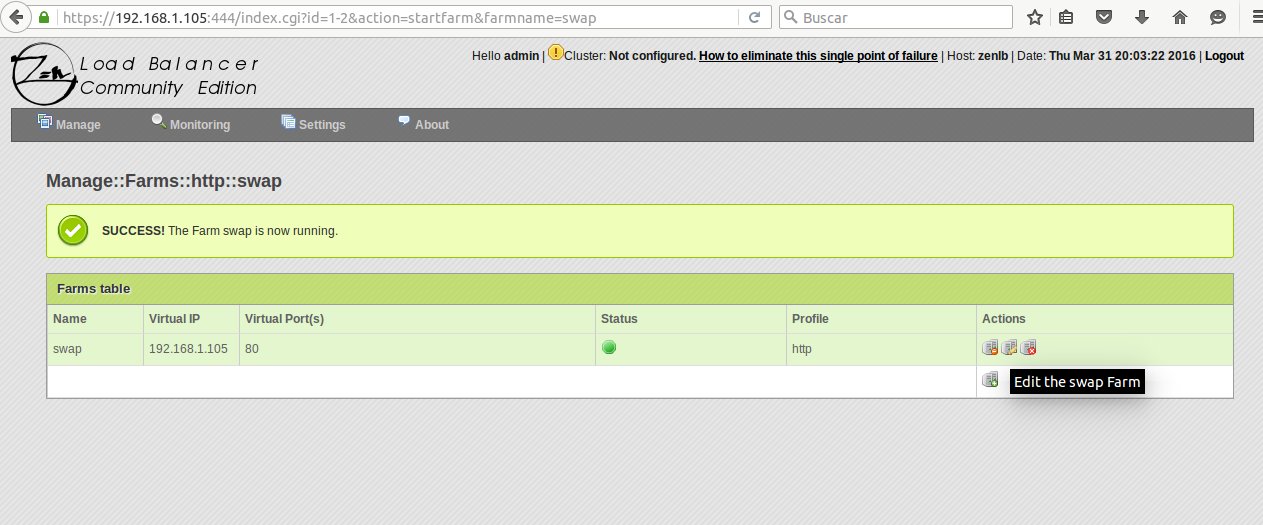 https://192.168.1.105:444/index.cgi?id=1-2&action=startfarm&farmname=swap
Buscar
Zen Load Balancer
Community Edition
Hello admin | Cluster: Not configured. How to eliminate this single point of failure | Host: zenlb | Date: Thu Mar 31 20:03:22 2016 | Logout
Manage Monitoring Settings About
Manage::Farms::http::swap
SUCCESS! The Farm swap is now running.
Farms table
Name Virtual IP Virtual Port(s) Status Profile Actions
swap 192.168.1.105 80 http
Edit the swap Farm